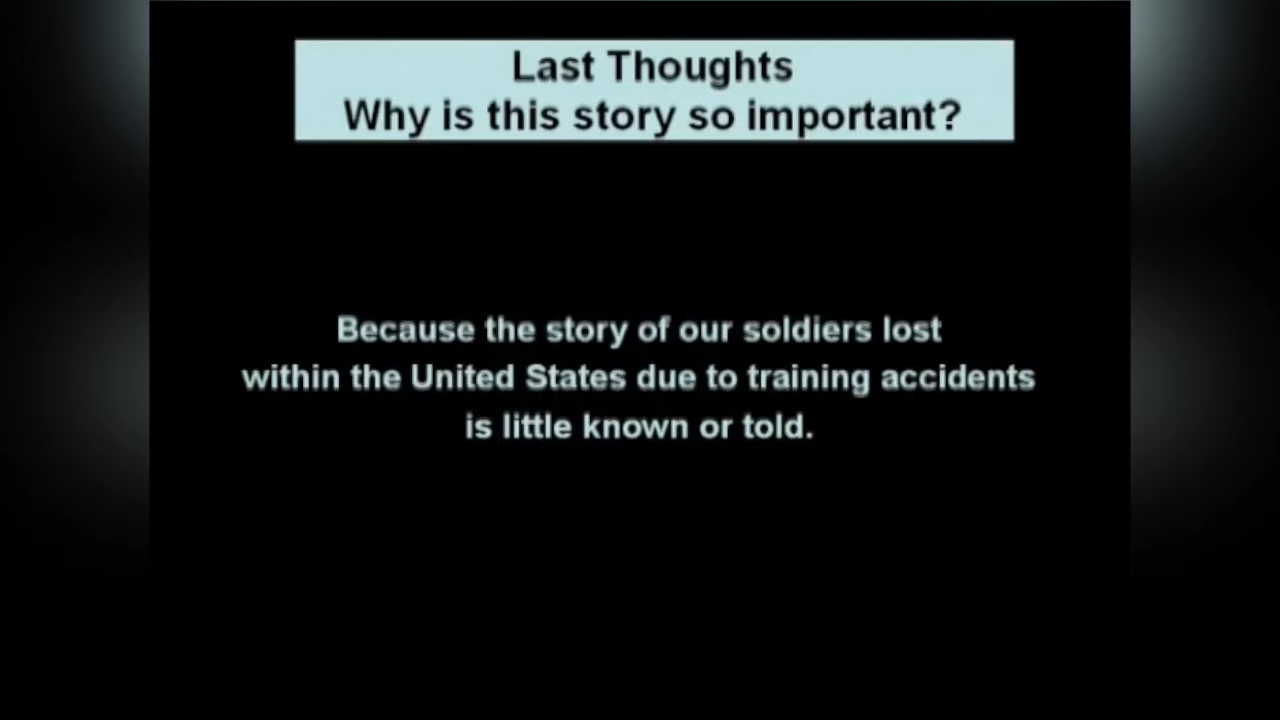 Last Thoughts
Why is this story so important?
Because the story of our soldiers lost
within the United States due to training accidents
is little known or told.